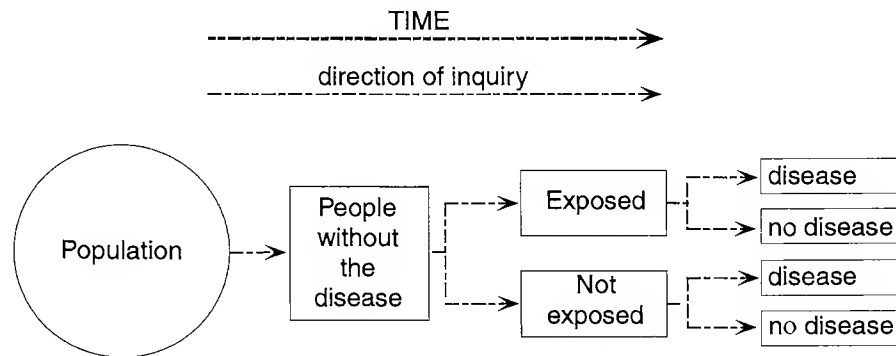 TIME
direction of inquiry
Population
People
without
the
disease
Exposed
Not
exposed
disease
no disease
disease
no disease